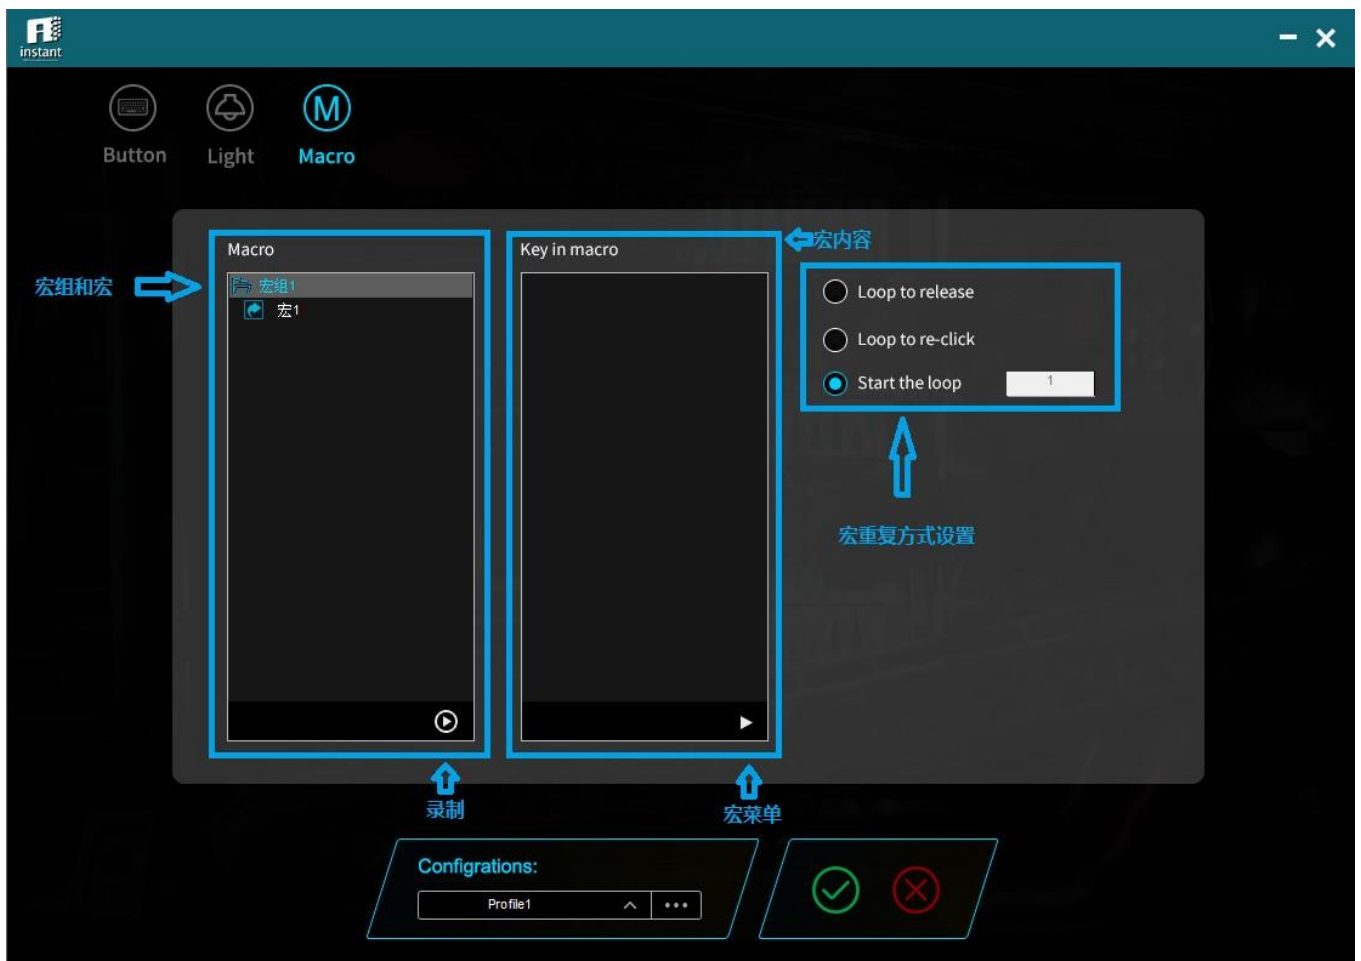 instant
Button
Light
Macro
Macro
Key in macro
宏内容
宏组和宏
宏组1
宏1
Loop to release
Loop to re-click
Start the loop
1
宏重复方式设置
录制
宏菜单
Configrations:
Profile1